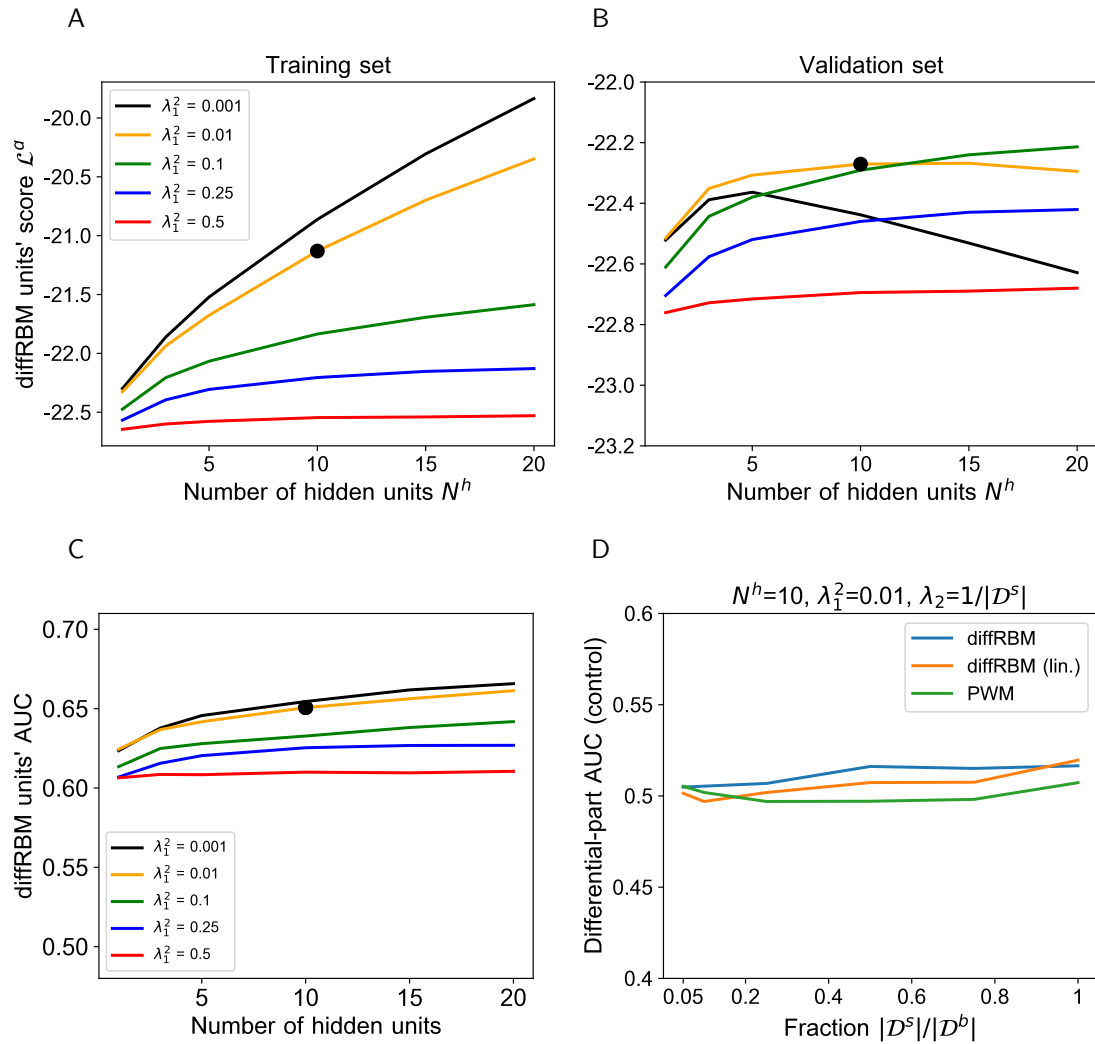 A
Training set
diffRBM units' score 𝓛ᵈ
-20.0
-20.5
-21.0
-21.5
-22.0
-22.5
λ₁² = 0.001
λ₁² = 0.01
λ₁² = 0.1
λ₁² = 0.25
λ₁² = 0.5
5 10 15 20
Number of hidden units Nʰ
B
Validation set
-22.0
-22.2
-22.4
-22.6
-22.8
-23.0
-23.2
5 10 15 20
Number of hidden units Nʰ
C
diffRBM units' AUC
0.70
0.65
0.60
0.55
0.50
λ₁² = 0.001
λ₁² = 0.01
λ₁² = 0.1
λ₁² = 0.25
λ₁² = 0.5
5 10 15 20
Number of hidden units
D
Nʰ=10, λ₁²=0.01, λ₂=1/|𝒟ˢ|
Differential-part AUC (control)
0.6
0.55
0.5
0.45
0.4
diffRBM
diffRBM (lin.)
PWM
0.05 0.2 0.4 0.6 0.8 1
Fraction |𝒟ˢ|/|𝒟ᵇ|